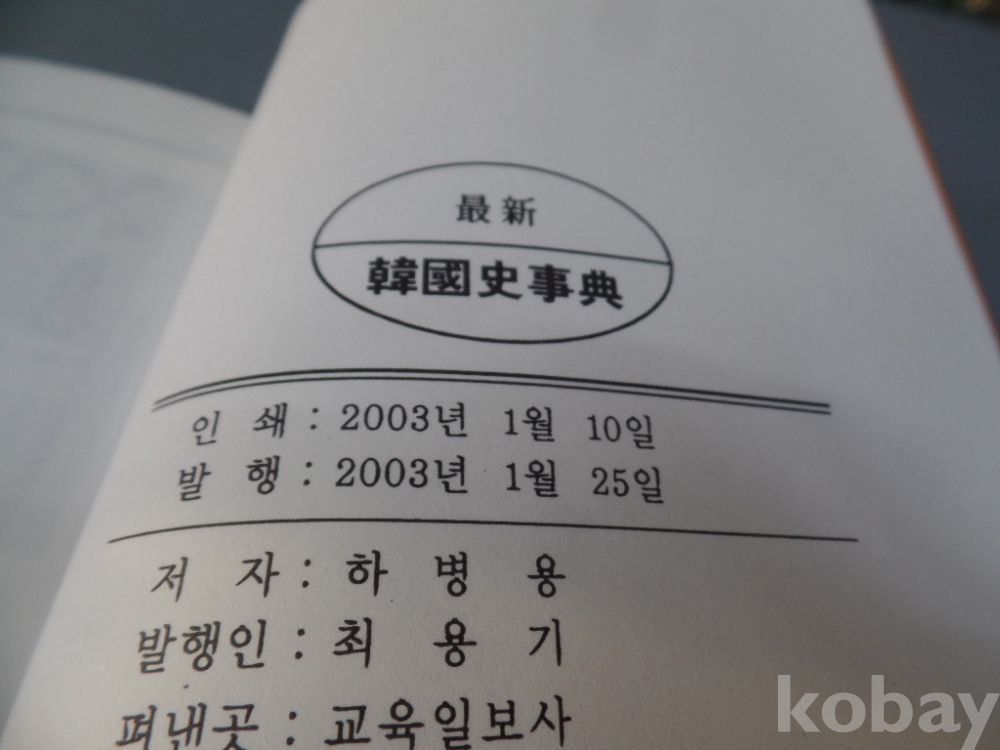 最新
韓國史事典
인 쇄 : 2003년 1월 10일
발 행 : 2003년 1월 25일
저 자 : 하 병 용
발행인 : 최 용 기
펴낸곳 : 교육일보사
kobay